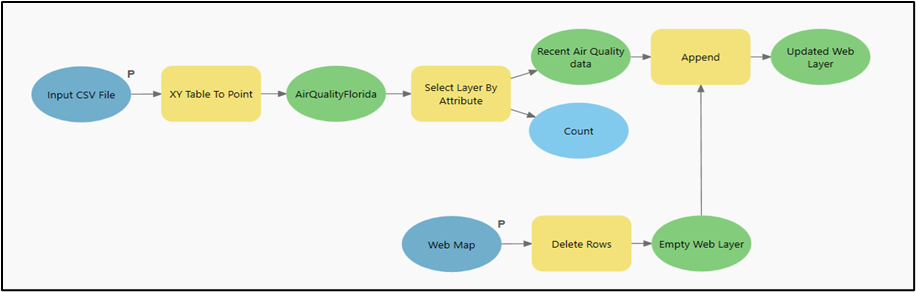 Recent Air Quality
data
Append
Updated Web
Layer
P
Input CSV File
XY Table To Point
AirQualityFlorida
Select Layer By
Attribute
Count
P
Web Map
Delete Rows
Empty Web Layer